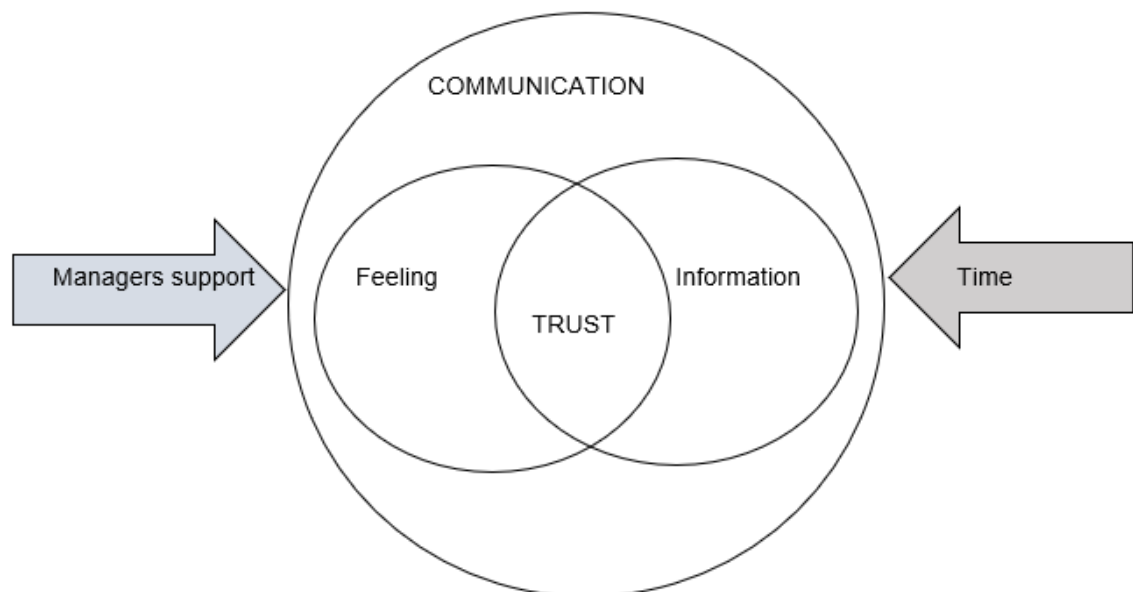 COMMUNICATION
Managers support
Feeling
Information
Time
TRUST